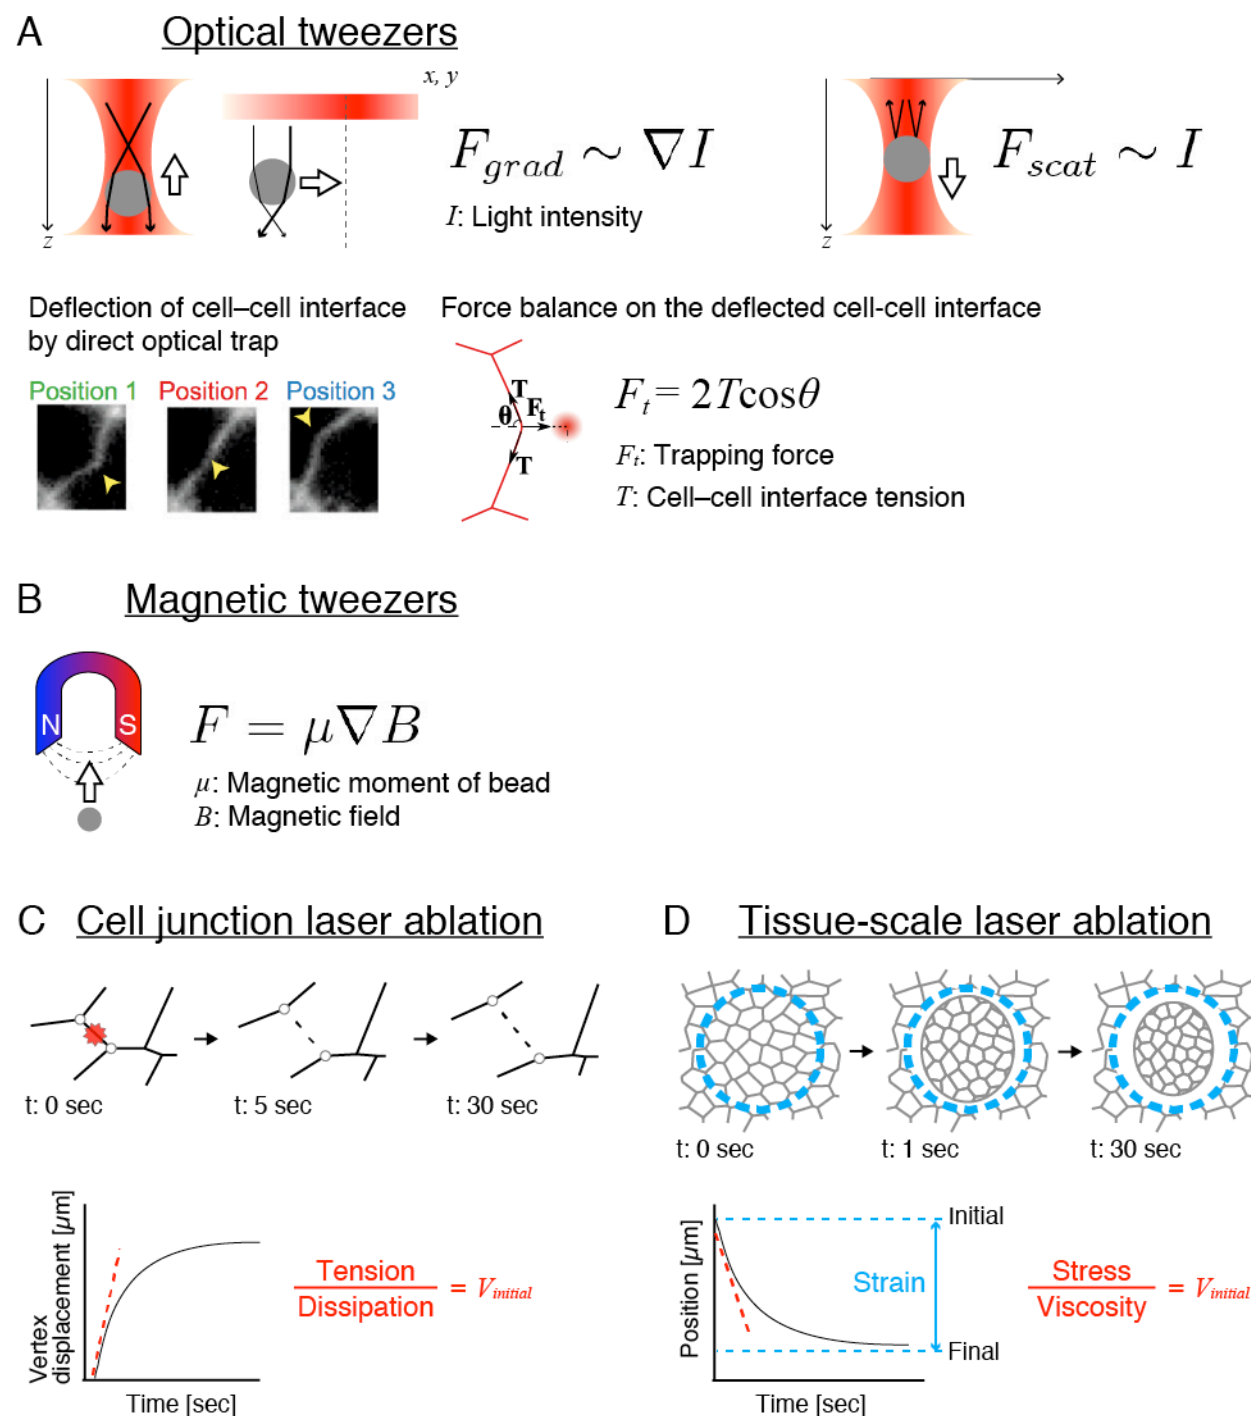 A Optical tweezers
x, y
z
F_grad ~ ∇I
I: Light intensity
z
F_scat ~ I
Deflection of cell–cell interface
by direct optical trap
Position 1 Position 2 Position 3
Force balance on the deflected cell-cell interface
T
θ F_t
T
F_t = 2Tcosθ
F_t: Trapping force
T: Cell–cell interface tension
B Magnetic tweezers
N S
F = μ∇B
μ: Magnetic moment of bead
B: Magnetic field
C Cell junction laser ablation
t: 0 sec t: 5 sec t: 30 sec
Vertex
displacement [μm]
Time [sec]
Tension
Dissipation = V_initial
D Tissue-scale laser ablation
t: 0 sec t: 1 sec t: 30 sec
Position [μm]
Time [sec]
Initial
Strain
Final
Stress
Viscosity = V_initial